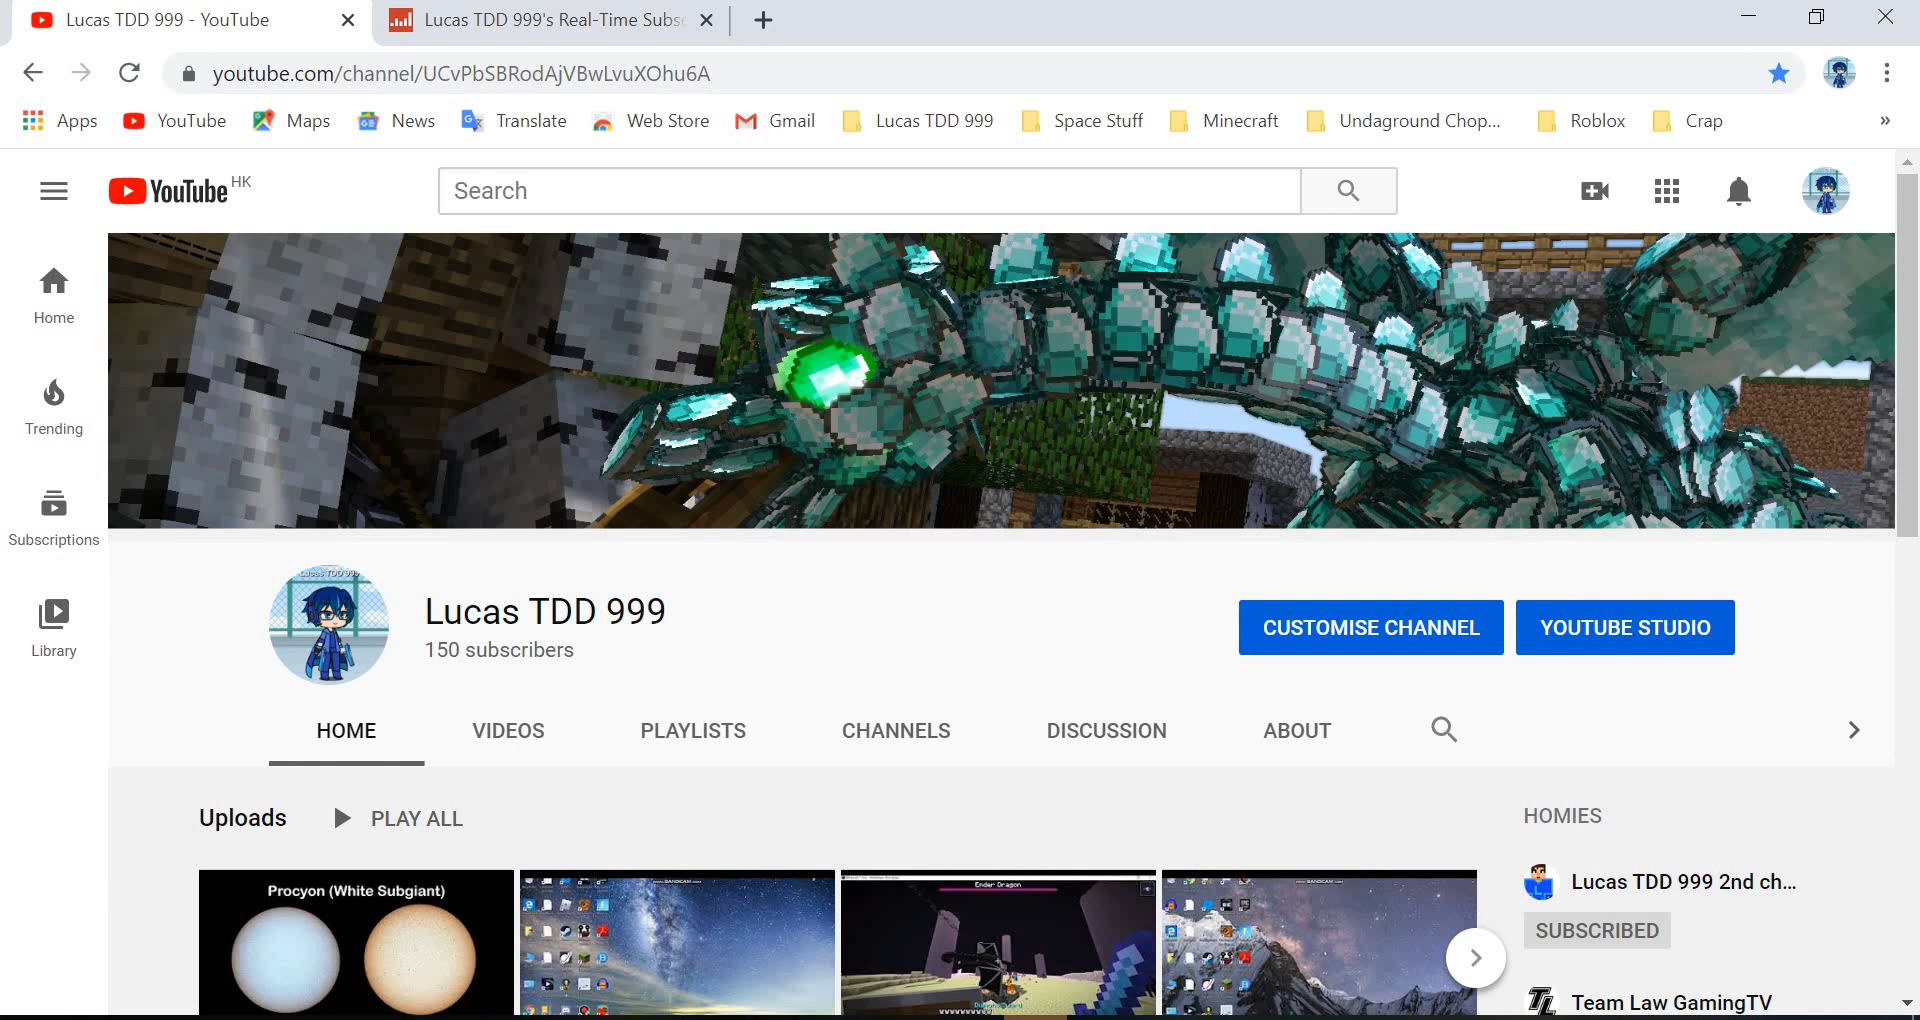 Lucas TDD 999 - YouTube
Lucas TDD 999's Real-Time Subsc
youtube.com/channel/UCvPbSBRodAjVBwLvuXOhu6A
Apps YouTube Maps News Translate Web Store Gmail Lucas TDD 999 Space Stuff Minecraft Undaground Chop... Roblox Crap »
YouTube HK
Search
Home
Trending
Subscriptions
Library
Lucas TDD 999
Lucas TDD 999
150 subscribers
CUSTOMISE CHANNEL
YOUTUBE STUDIO
HOME VIDEOS PLAYLISTS CHANNELS DISCUSSION ABOUT
Uploads PLAY ALL
Procyon (White Subgiant)
Ender Dragon
HOMIES
Lucas TDD 999 2nd ch...
SUBSCRIBED
TL
Team Law GamingTV